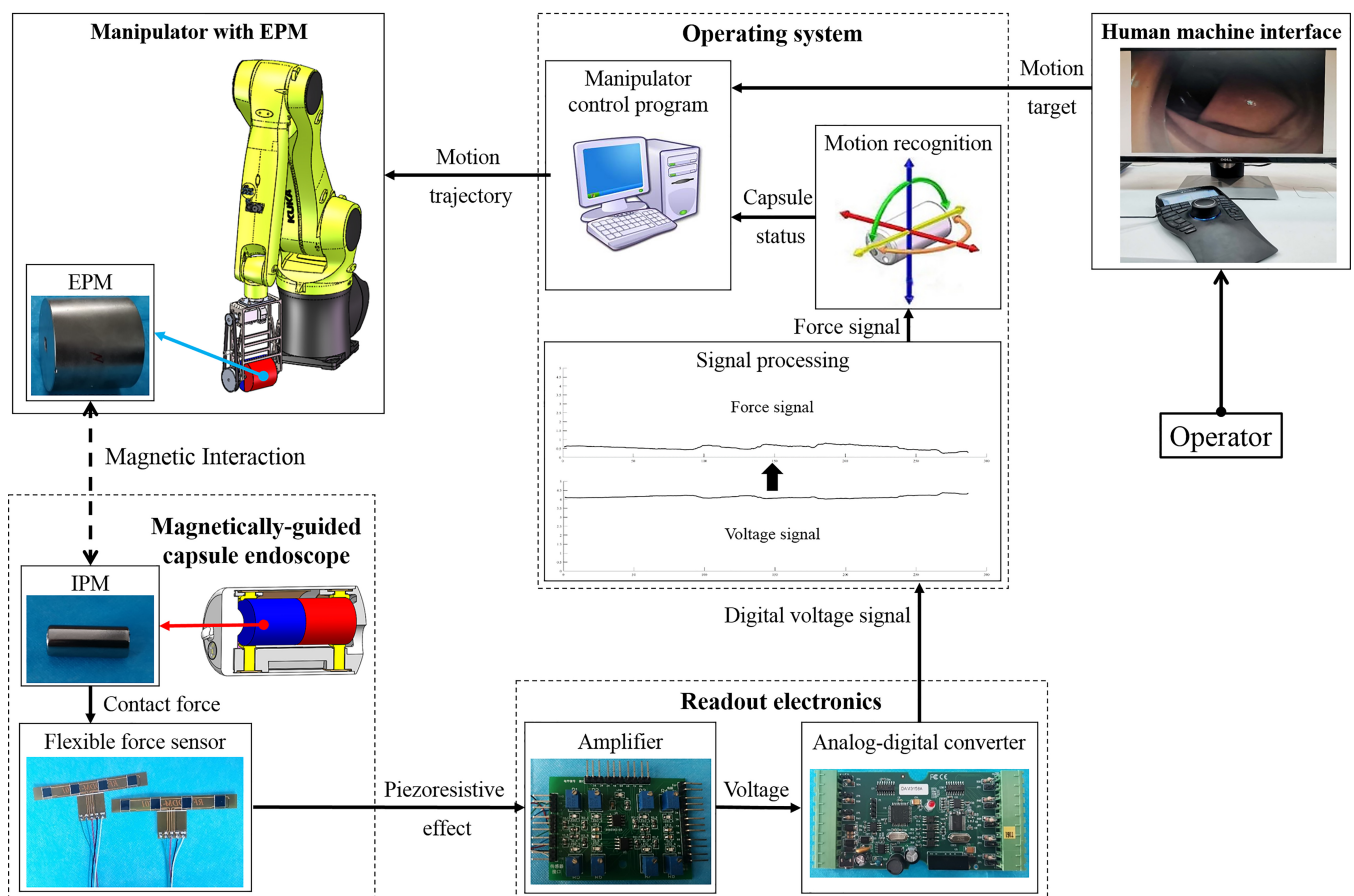 Manipulator with EPM
KUKA
EPM
Motion
trajectory
Operating system
Manipulator
control program
Motion recognition
Capsule
status
Force signal
Signal processing
Force signal
Voltage signal
Motion
target
Human machine interface
DELL
Operator
Magnetic Interaction
Magnetically-guided
capsule endoscope
IPM
Contact force
Flexible force sensor
Piezoresistive
effect
Digital voltage signal
Readout electronics
Amplifier
Voltage
Analog-digital converter